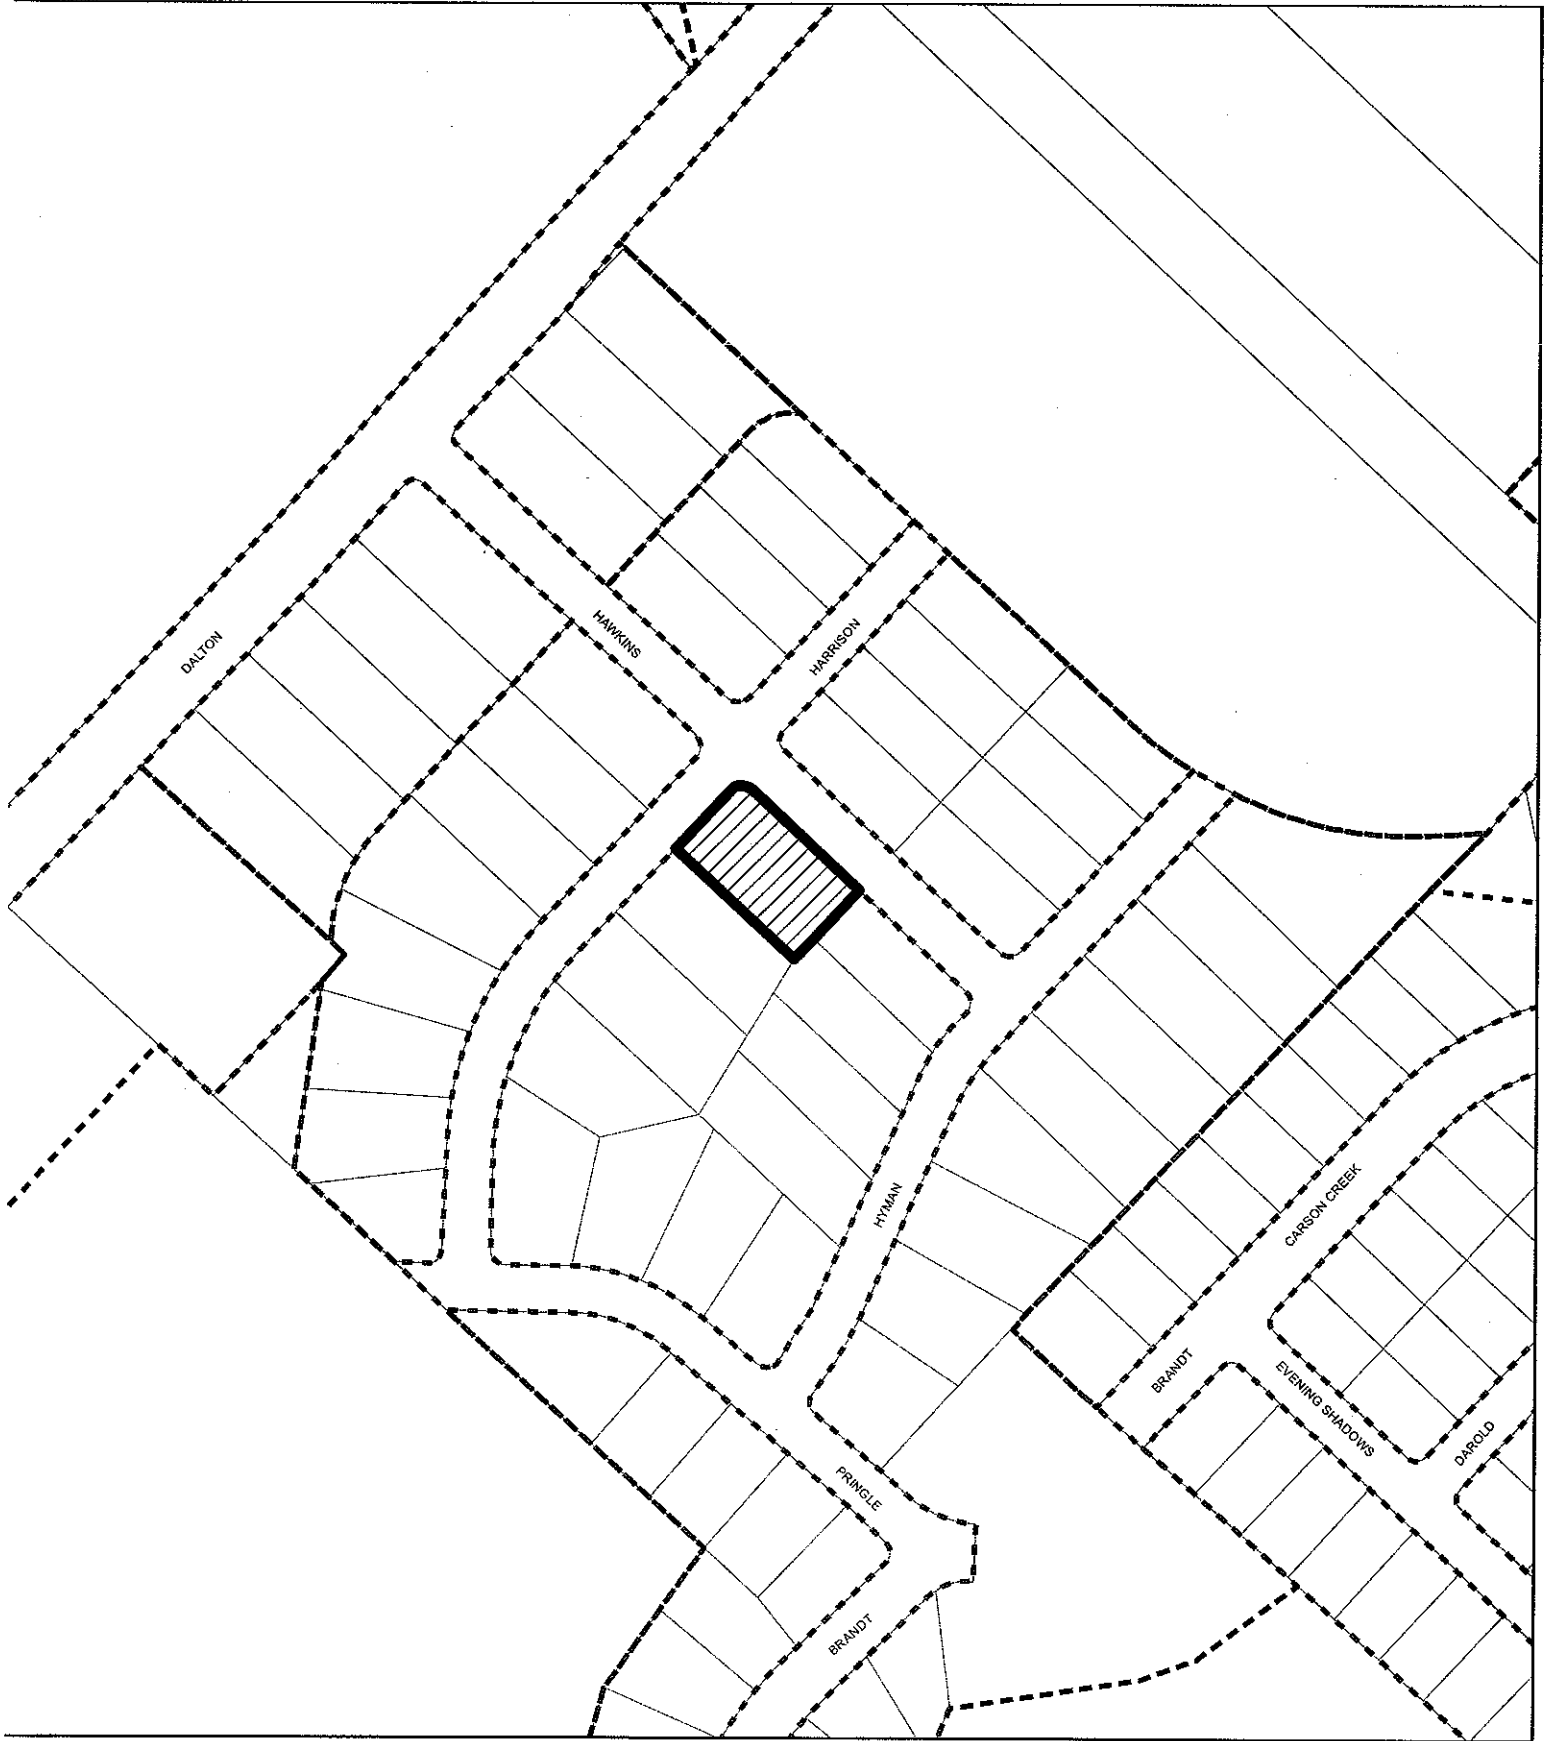 HAWKINS
HARRISON
DALTON
HYMAN
CARSON CREEK
BRANDT
EVENING SHADOWS
DAROLD
PRINGLE
BRANDT